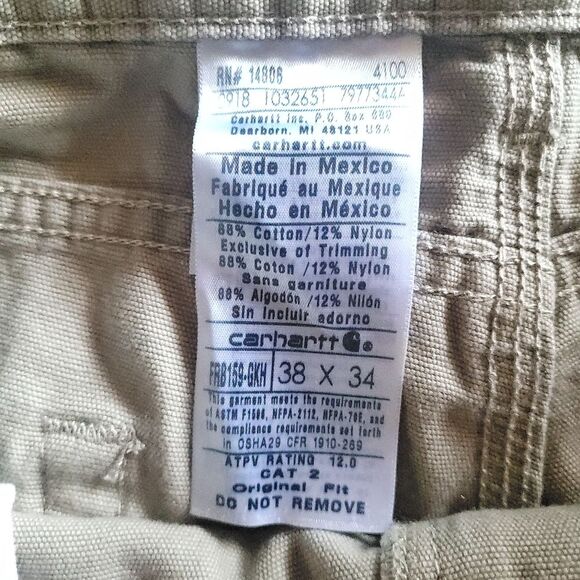 RN# 14806 4100
0918 1032651 79773444
Carhartt Inc. P.O. Box 600
Dearborn, MI 48121 USA
carhartt.com
Made in Mexico
Fabriqué au Mexique
Hecho en México
88% Cotton/12% Nylon
Exclusive of Trimming
88% Coton /12% Nylon
Sans garniture
88% Algodón /12% Nilón
Sin incluir adorno
carhartt
FRB159-GKH 38 X 34
This garment meets the requirements
of ASTM F1506, NFPA-2112, NFPA-70E, and
the compliance requirements set forth
in OSHA29 CFR 1910-269
ATPV RATING 12.0
CAT 2
Original Fit
DO NOT REMOVE